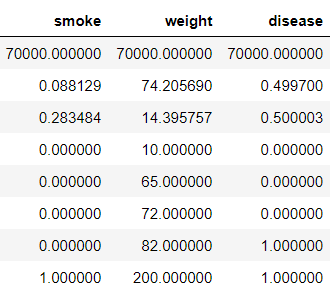 smoke weight disease
70000.000000 70000.000000 70000.000000
0.088129 74.205690 0.499700
0.283484 14.395757 0.500003
0.000000 10.000000 0.000000
0.000000 65.000000 0.000000
0.000000 72.000000 0.000000
0.000000 82.000000 1.000000
1.000000 200.000000 1.000000